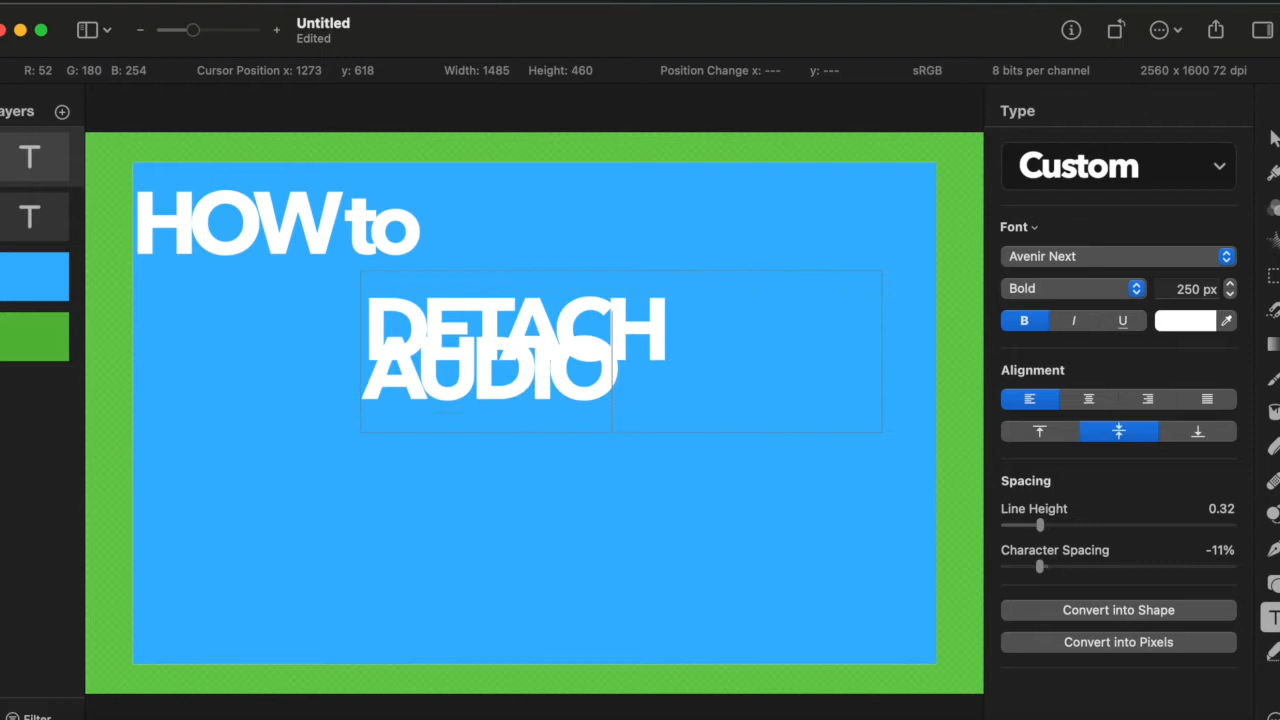 Untitled
Edited
R: 52 G: 180 B: 254 Cursor Position x: 1273 y: 618 Width: 1485 Height: 460 Position Change x: --- y: --- sRGB 8 bits per channel 2560 x 1600 72 dpi
ayers
Type
T
Custom
T
HOW to
Font
Avenir Next
Bold 250 px
B I U
DETACH
AUDIO
Alignment
Spacing
Line Height 0.32
Character Spacing -11%
Convert into Shape
Convert into Pixels
T
Filter